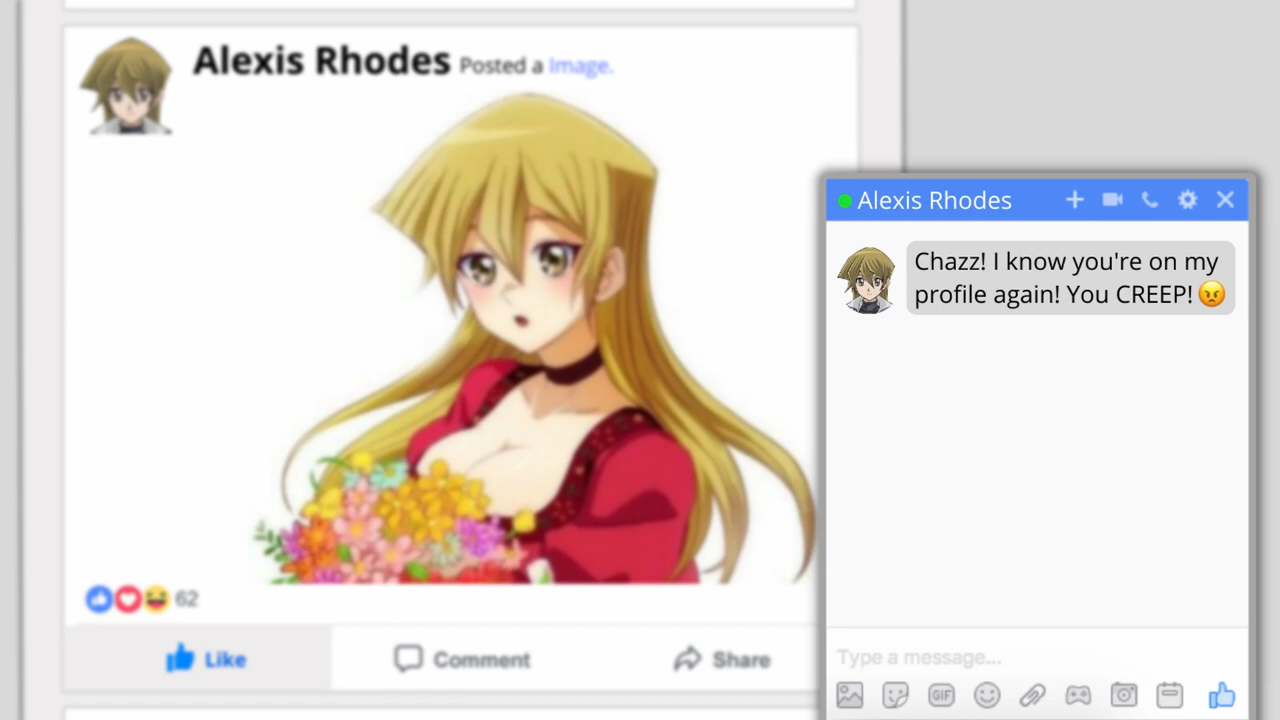 Alexis Rhodes Posted a Image.
Alexis Rhodes
Chazz! I know you're on my
profile again! You CREEP! 😡
62
Like Comment Share
Type a message...
GIF